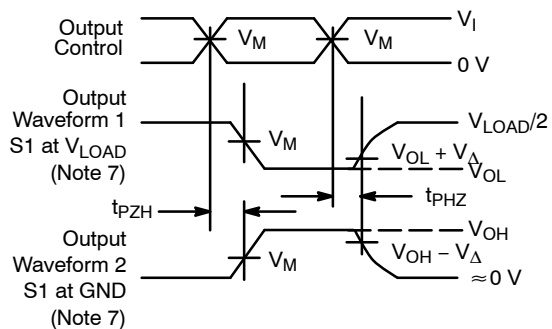 Output
Control
V_M
V_M
V_I
0 V
Output
Waveform 1
S1 at V_LOAD
(Note 7)
V_M
V_LOAD/2
V_OL + V_Δ
V_OL
t_PZH
t_PHZ
Output
Waveform 2
S1 at GND
(Note 7)
V_M
V_OH
V_OH − V_Δ
≈0 V